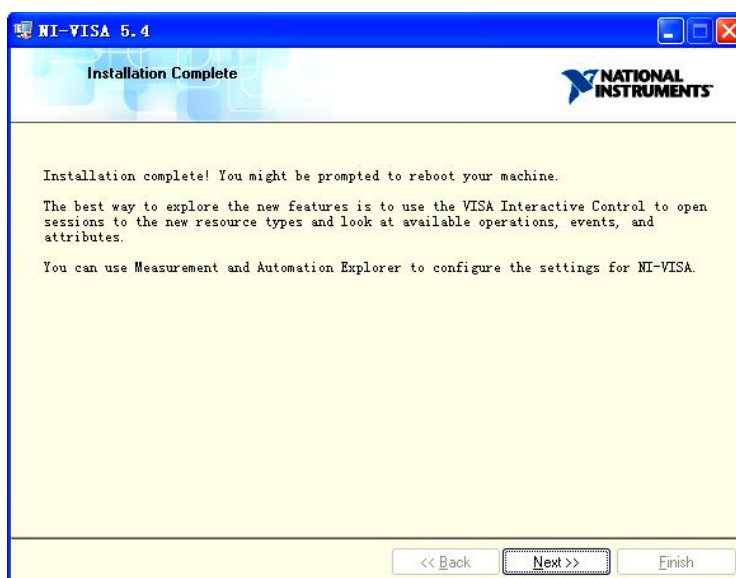 NI-VISA 5.4
Installation Complete
NATIONAL
INSTRUMENTS
Installation complete! You might be prompted to reboot your machine.
The best way to explore the new features is to use the VISA Interactive Control to open
sessions to the new resource types and look at available operations, events, and
attributes.
You can use Measurement and Automation Explorer to configure the settings for NI-VISA.
<< Back
Next >>
Finish